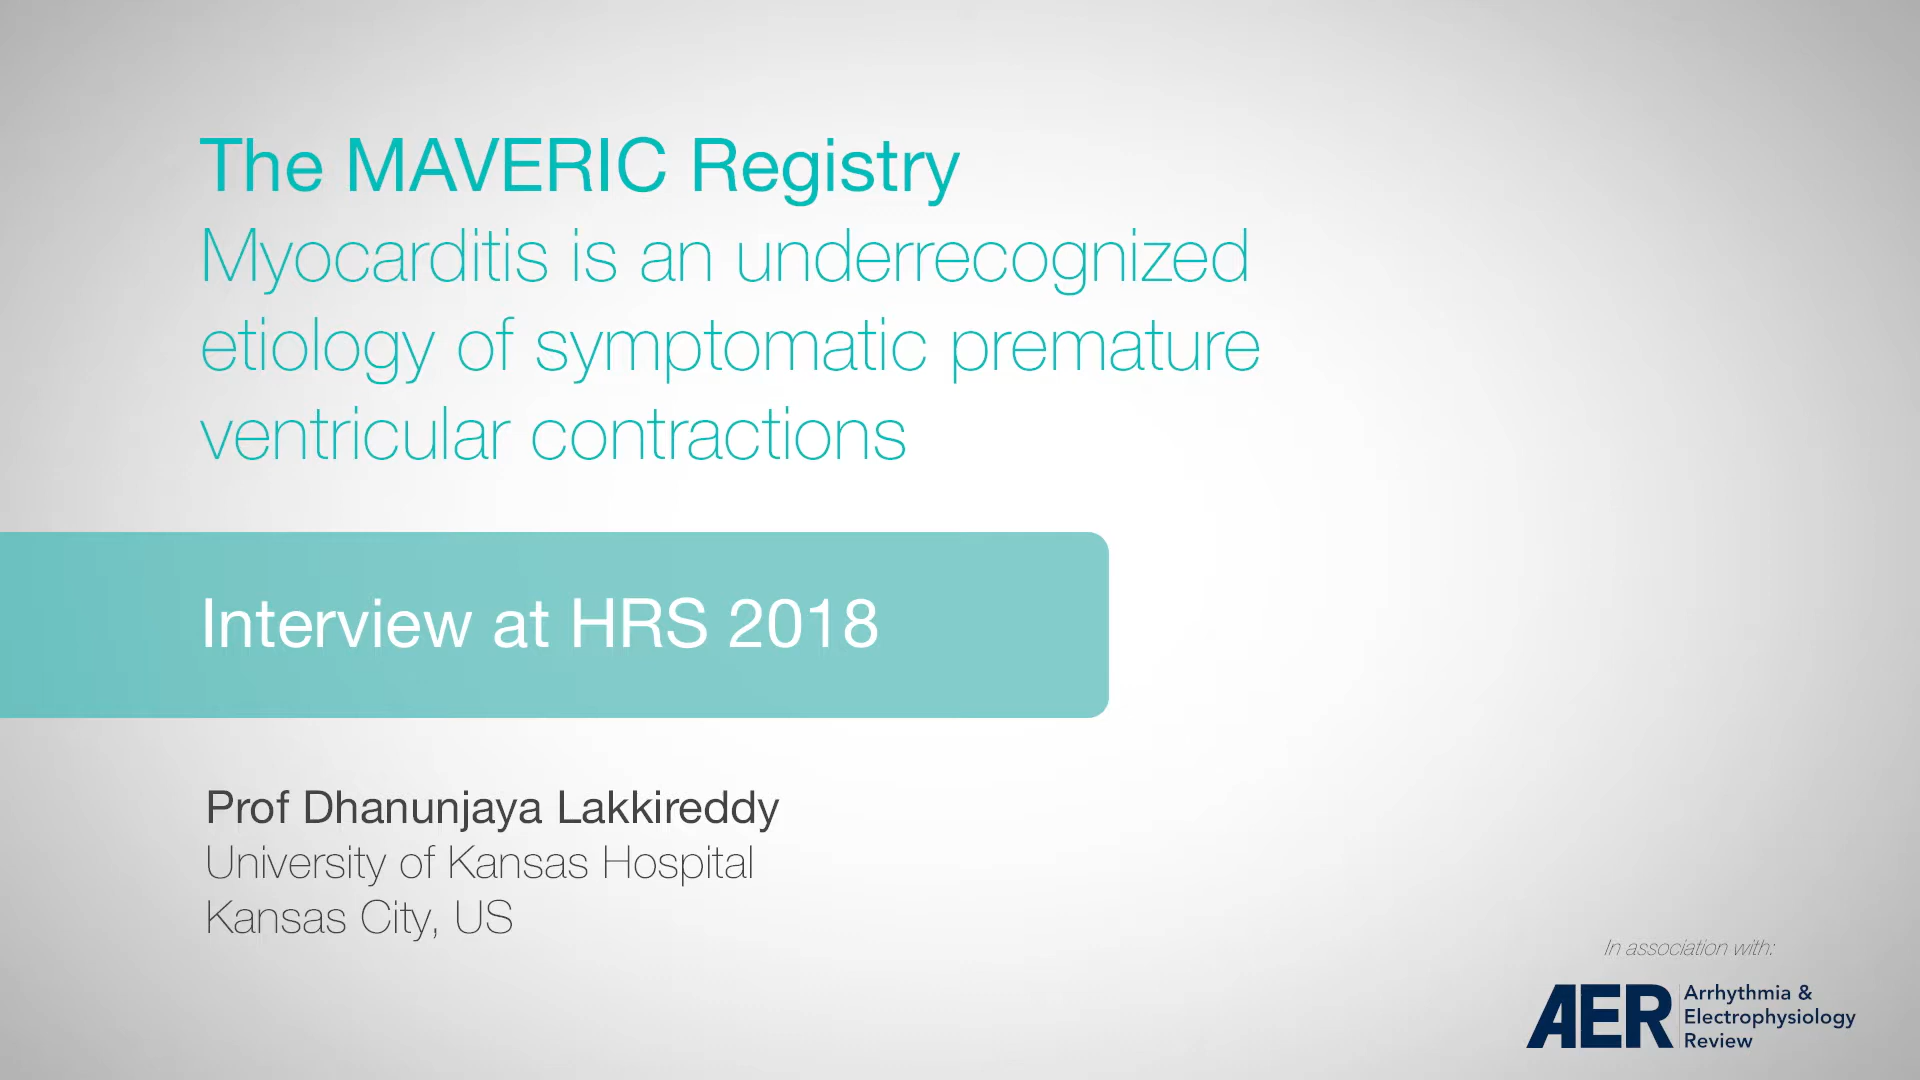 The MAVERIC Registry
Myocarditis is an underrecognized
etiology of symptomatic premature
ventricular contractions
Interview at HRS 2018
Prof Dhanunjaya Lakkireddy
University of Kansas Hospital
Kansas City, US
In association with:
AER
Arrhythmia &
Electrophysiology
Review